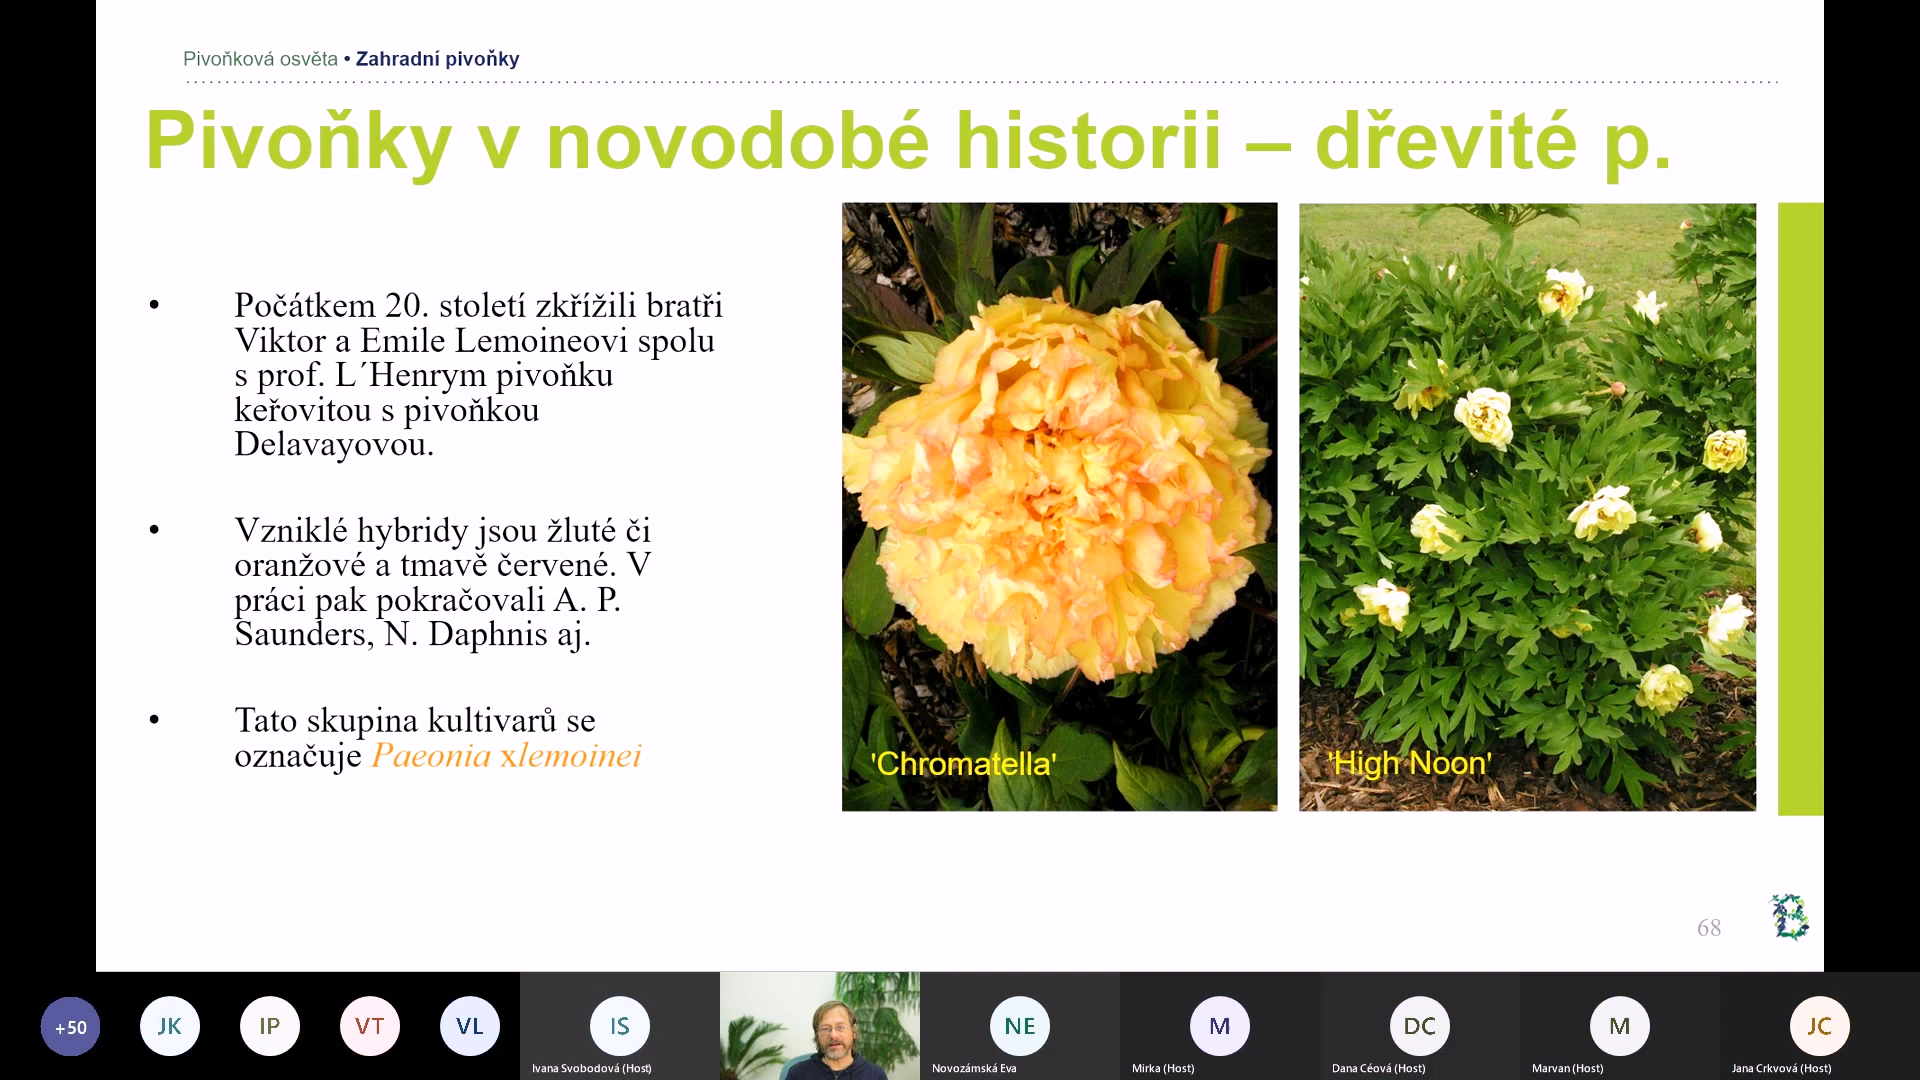 Pivoňková osvěta • Zahradní pivoňky
Pivoňky v novodobé historii – dřevité p.
• Počátkem 20. století zkřížili bratři
Viktor a Emile Lemoineovi spolu
s prof. L´Henrym pivoňku
keřovitou s pivoňkou
Delavayovou.
• Vzniklé hybridy jsou žluté či
oranžové a tmavě červené. V
práci pak pokračovali A. P.
Saunders, N. Daphnis aj.
• Tato skupina kultivarů se
označuje Paeonia xlemoinei
'Chromatella'
'High Noon'
68
B
+50
JK
IP
VT
VL
IS
Ivana Svobodová (Host)
NE
Novozámská Eva
M
Mirka (Host)
DC
Dana Céová (Host)
M
Marvan (Host)
JC
Jana Crkvová (Host)